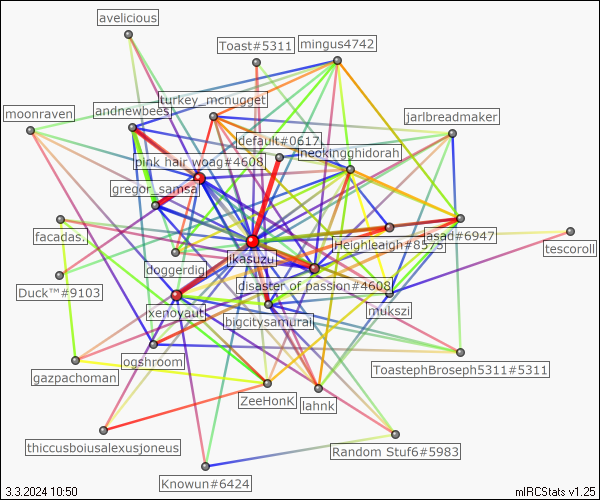 avelicious
Toast#5311
mingus4742
turkey_mcnugget
moonraven
andnewbees
jarlbreadmaker
default#0617
neokingghidorah
pink hair woag#4608
gregor_samsa
facadas.
asad#6947
Heighleaigh#8575
tescoroll
ikasuzu
doggerdig
disaster of passion#4608
Duck™#9103
xenoyaut
mukszi
bigcitysamurai
ogshroom
ToastephBroseph5311#5311
gazpachoman
ZeeHonK
lahnk
thiccusboiusalexusjoneus
Random Stuf6#5983
Knowun#6424
3.3.2024 10:50
mIRCStats v1.25